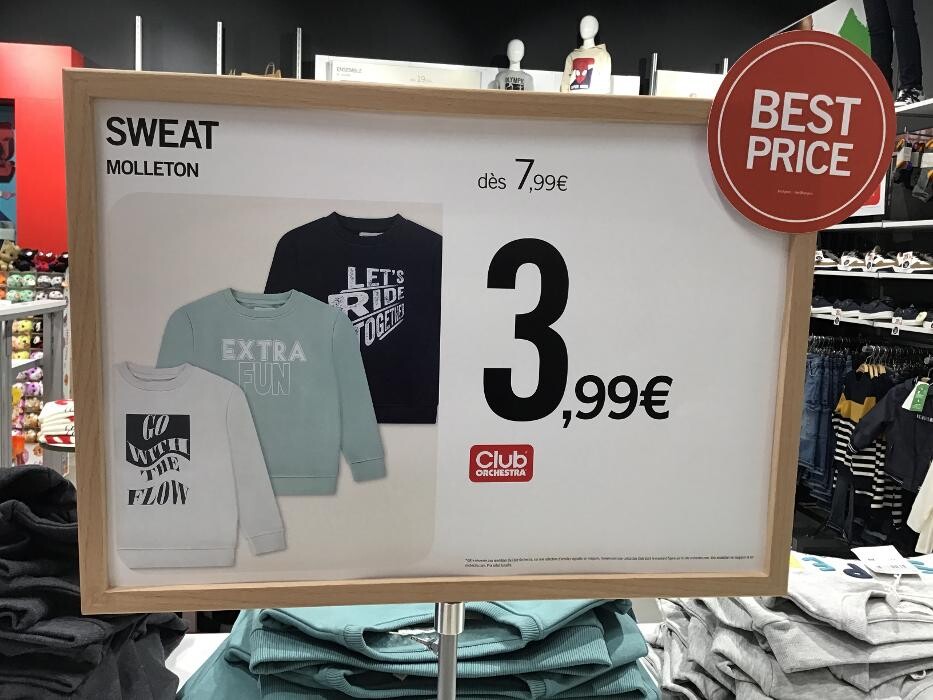 ENSEMBLE
SWEAT
MOLLETON
dès 7,99€
BEST
PRICE
LET'S
RIDE
TOGETHER
EXTRA
FUN
GO
WITH
THE
FLOW
3,99€
Club
ORCHESTRA